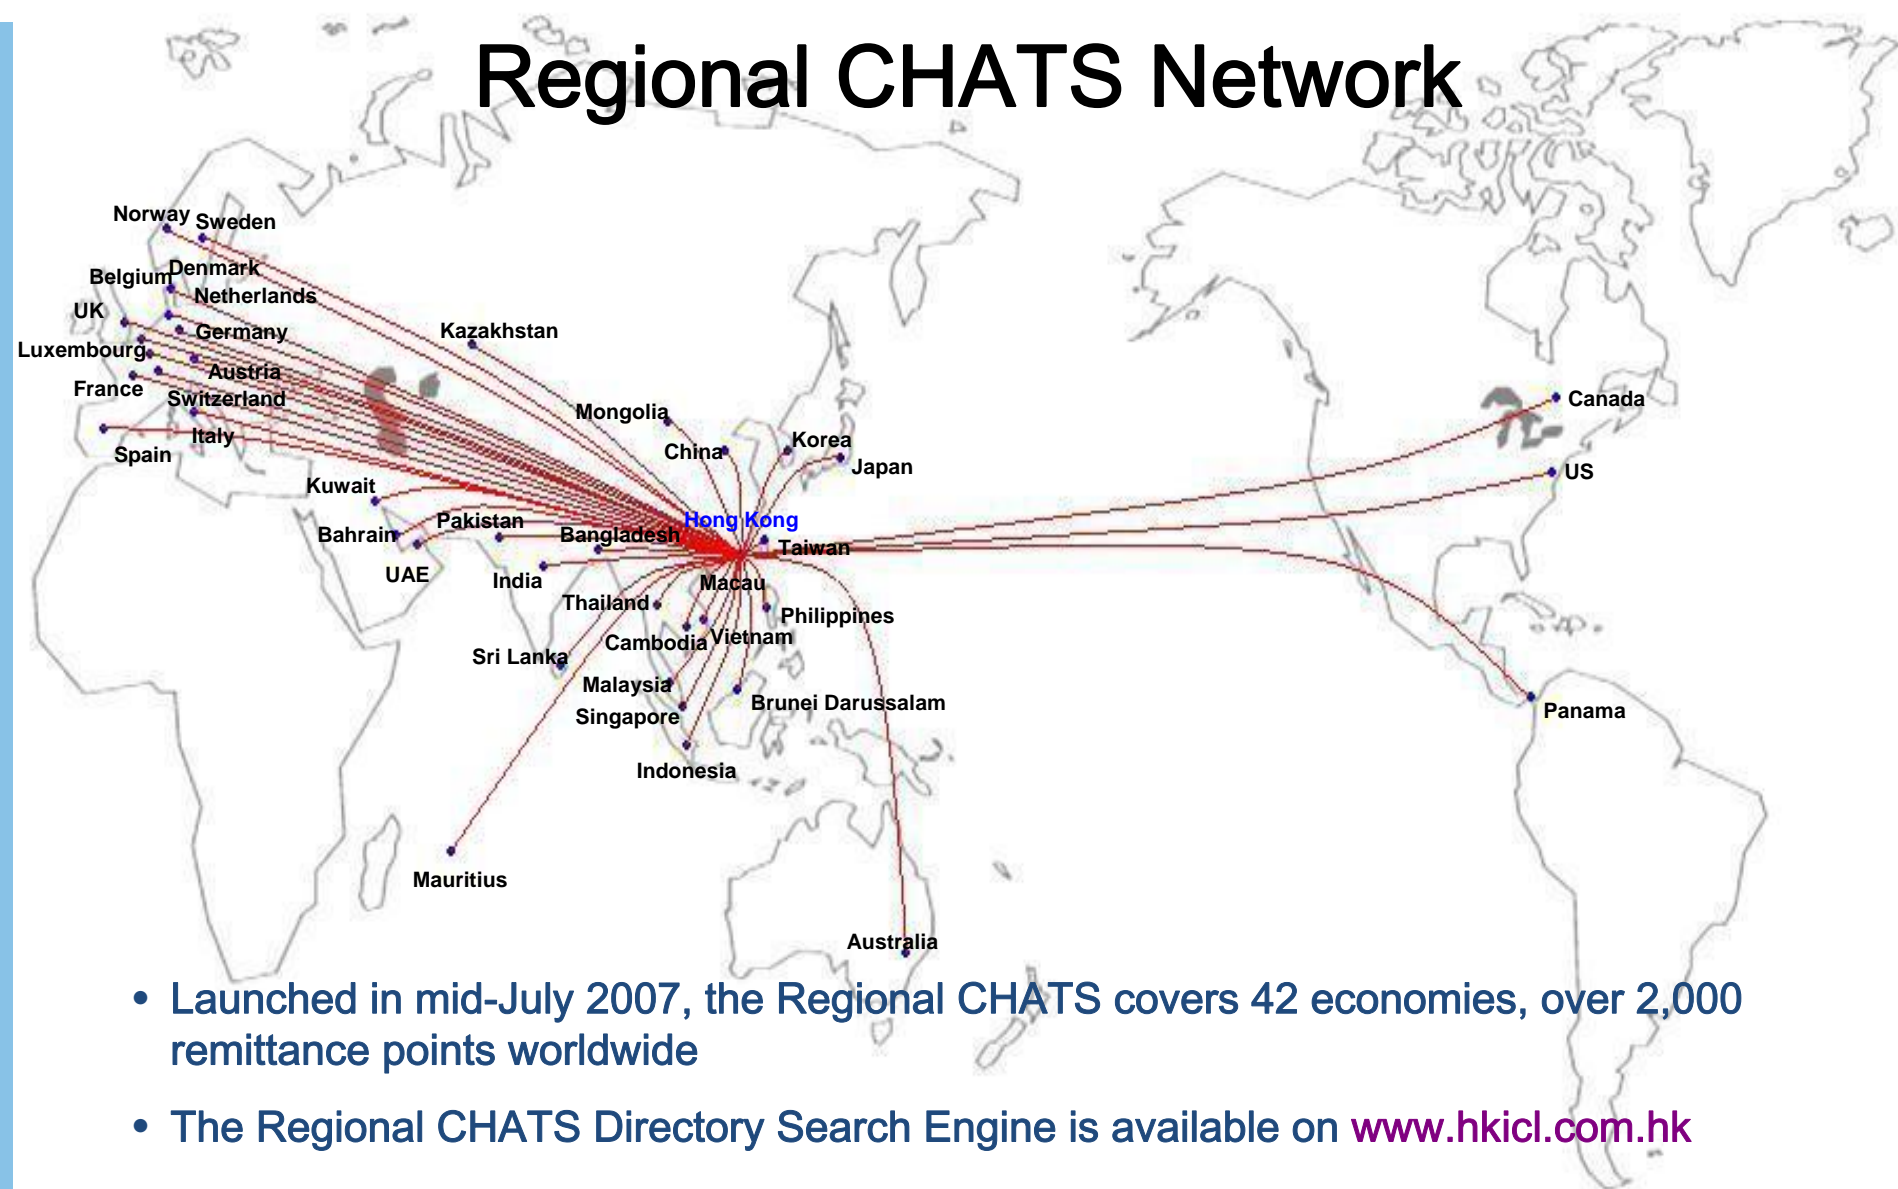 Regional CHATS Network
Norway
Sweden
Denmark
Belgium
Netherlands
UK
Germany
Luxembourg
Austria
France
Switzerland
Italy
Spain
Kazakhstan
Mongolia
China
Korea
Japan
Canada
US
Kuwait
Bahrain
Pakistan
Bangladesh
Hong Kong
Taiwan
UAE
India
Macau
Thailand
Philippines
Cambodia
Vietnam
Sri Lanka
Malaysia
Brunei Darussalam
Singapore
Panama
Indonesia
Mauritius
Australia
• Launched in mid-July 2007, the Regional CHATS covers 42 economies, over 2,000
remittance points worldwide
• The Regional CHATS Directory Search Engine is available on www.hkicl.com.hk